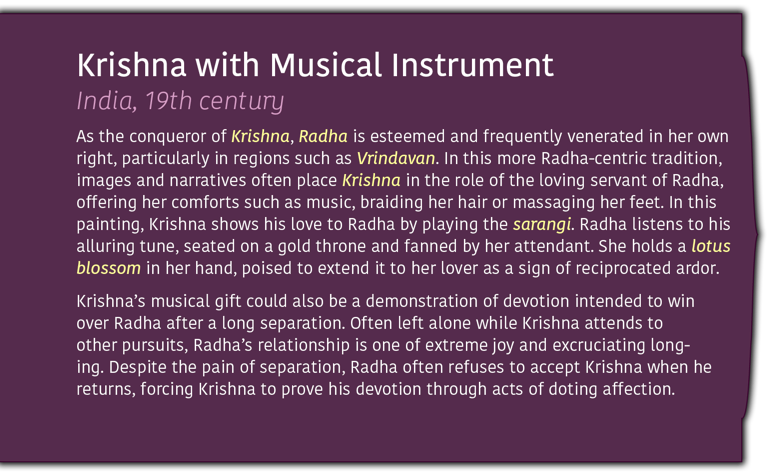 Krishna with Musical Instrument
India, 19th century
As the conqueror of Krishna, Radha is esteemed and frequently venerated in her own
right, particularly in regions such as Vrindavan. In this more Radha-centric tradition,
images and narratives often place Krishna in the role of the loving servant of Radha,
offering her comforts such as music, braiding her hair or massaging her feet. In this
painting, Krishna shows his love to Radha by playing the sarangi. Radha listens to his
alluring tune, seated on a gold throne and fanned by her attendant. She holds a lotus
blossom in her hand, poised to extend it to her lover as a sign of reciprocated ardor.
Krishna’s musical gift could also be a demonstration of devotion intended to win
over Radha after a long separation. Often left alone while Krishna attends to
other pursuits, Radha’s relationship is one of extreme joy and excruciating long-
ing. Despite the pain of separation, Radha often refuses to accept Krishna when he
returns, forcing Krishna to prove his devotion through acts of doting affection.